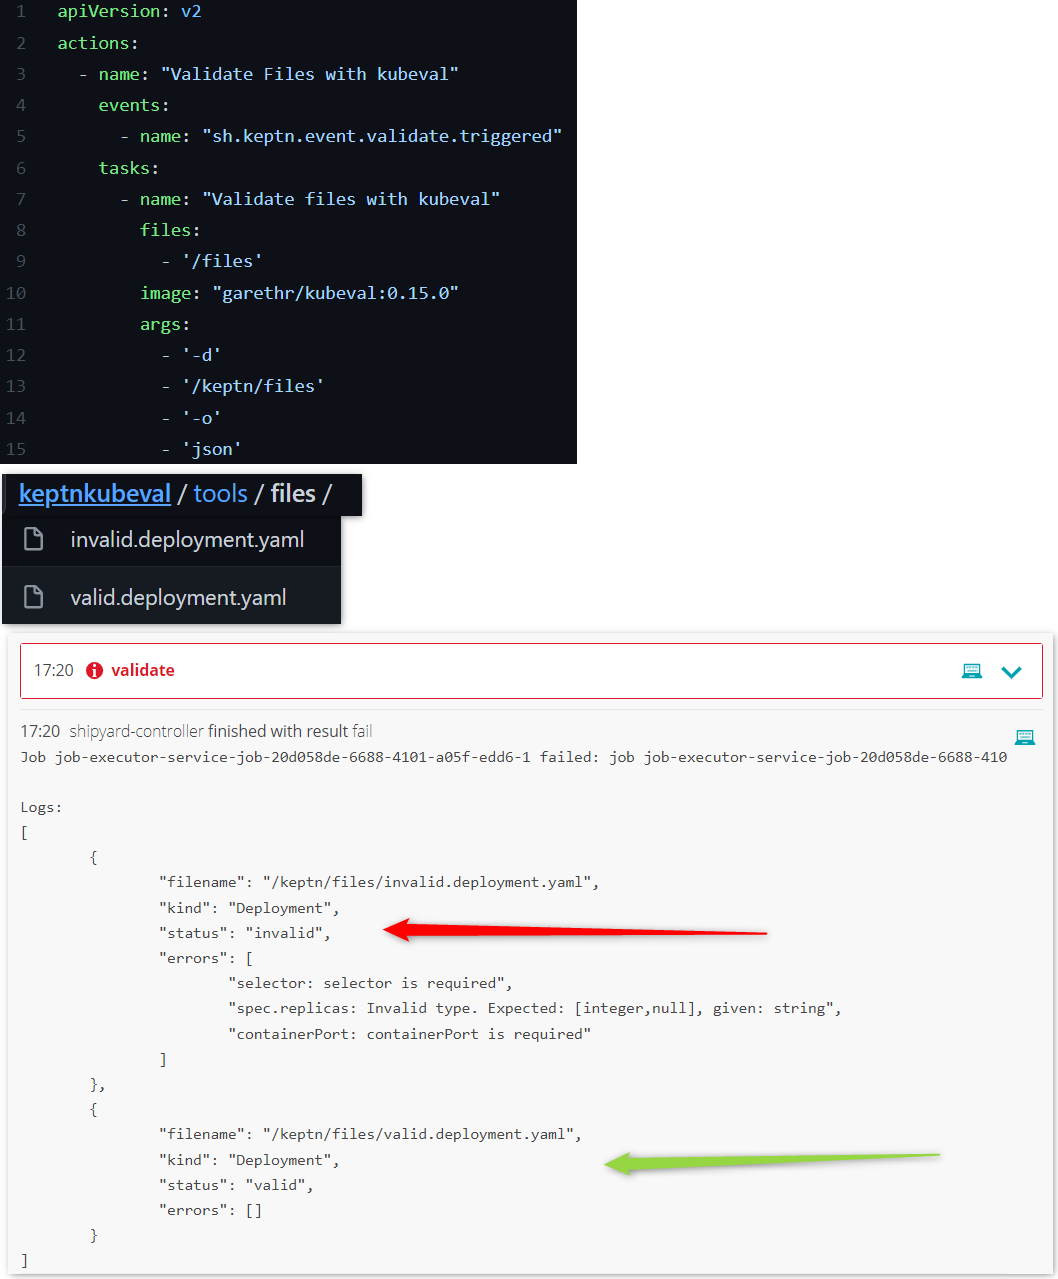 1 apiVersion: v2
2 actions:
3 - name: "Validate Files with kubeval"
4 events:
5 - name: "sh.keptn.event.validate.triggered"
6 tasks:
7 - name: "Validate files with kubeval"
8 files:
9 - '/files'
10 image: "garethr/kubeval:0.15.0"
11 args:
12 - '-d'
13 - '/keptn/files'
14 - '-o'
15 - 'json'
keptnkubeval / tools / files /
invalid.deployment.yaml
valid.deployment.yaml
17:20 validate
17:20 shipyard-controller finished with result fail
Job job-executor-service-job-20d058de-6688-4101-a05f-edd6-1 failed: job job-executor-service-job-20d058de-6688-410
Logs:
[
{
"filename": "/keptn/files/invalid.deployment.yaml",
"kind": "Deployment",
"status": "invalid",
"errors": [
"selector: selector is required",
"spec.replicas: Invalid type. Expected: [integer,null], given: string",
"containerPort: containerPort is required"
]
},
{
"filename": "/keptn/files/valid.deployment.yaml",
"kind": "Deployment",
"status": "valid",
"errors": []
}
]